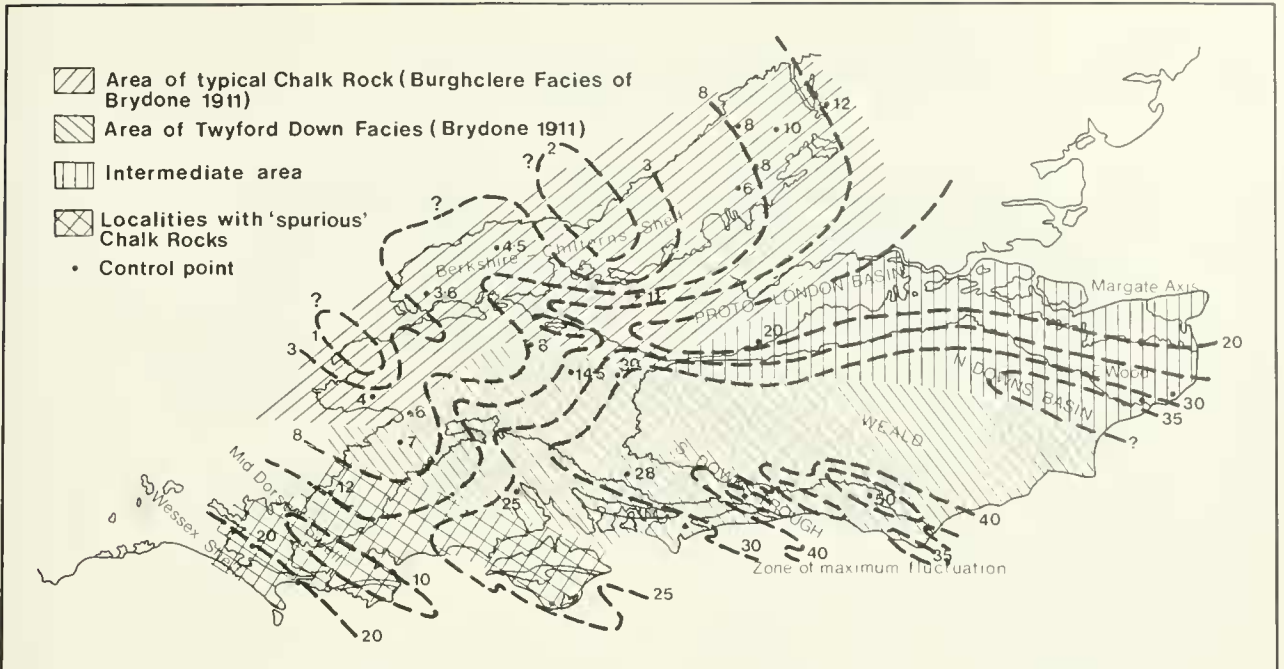 Area of typical Chalk Rock (Burghclere Facies of
Brydone 1911)
Area of Twyford Down Facies (Brydone 1911)
Intermediate area
Localities with 'spurious'
Chalk Rocks
• Control point
8
12
2
?
3
8
10
8
6
?
4·5
Berkshire – Chilterns Shelf
3·6
11
PROTO-LONDON BASIN
Margate Axis
?
1
3
20
20
8
14·5
30
N DOWNS BASIN
30
35
4
6
?
8
7
WEALD
Mid Dorset
12
28
S DOWNS TROUGH
50
25
40
Wessex Shelf
20
30
40
35
Zone of maximum fluctuation
10
25
20